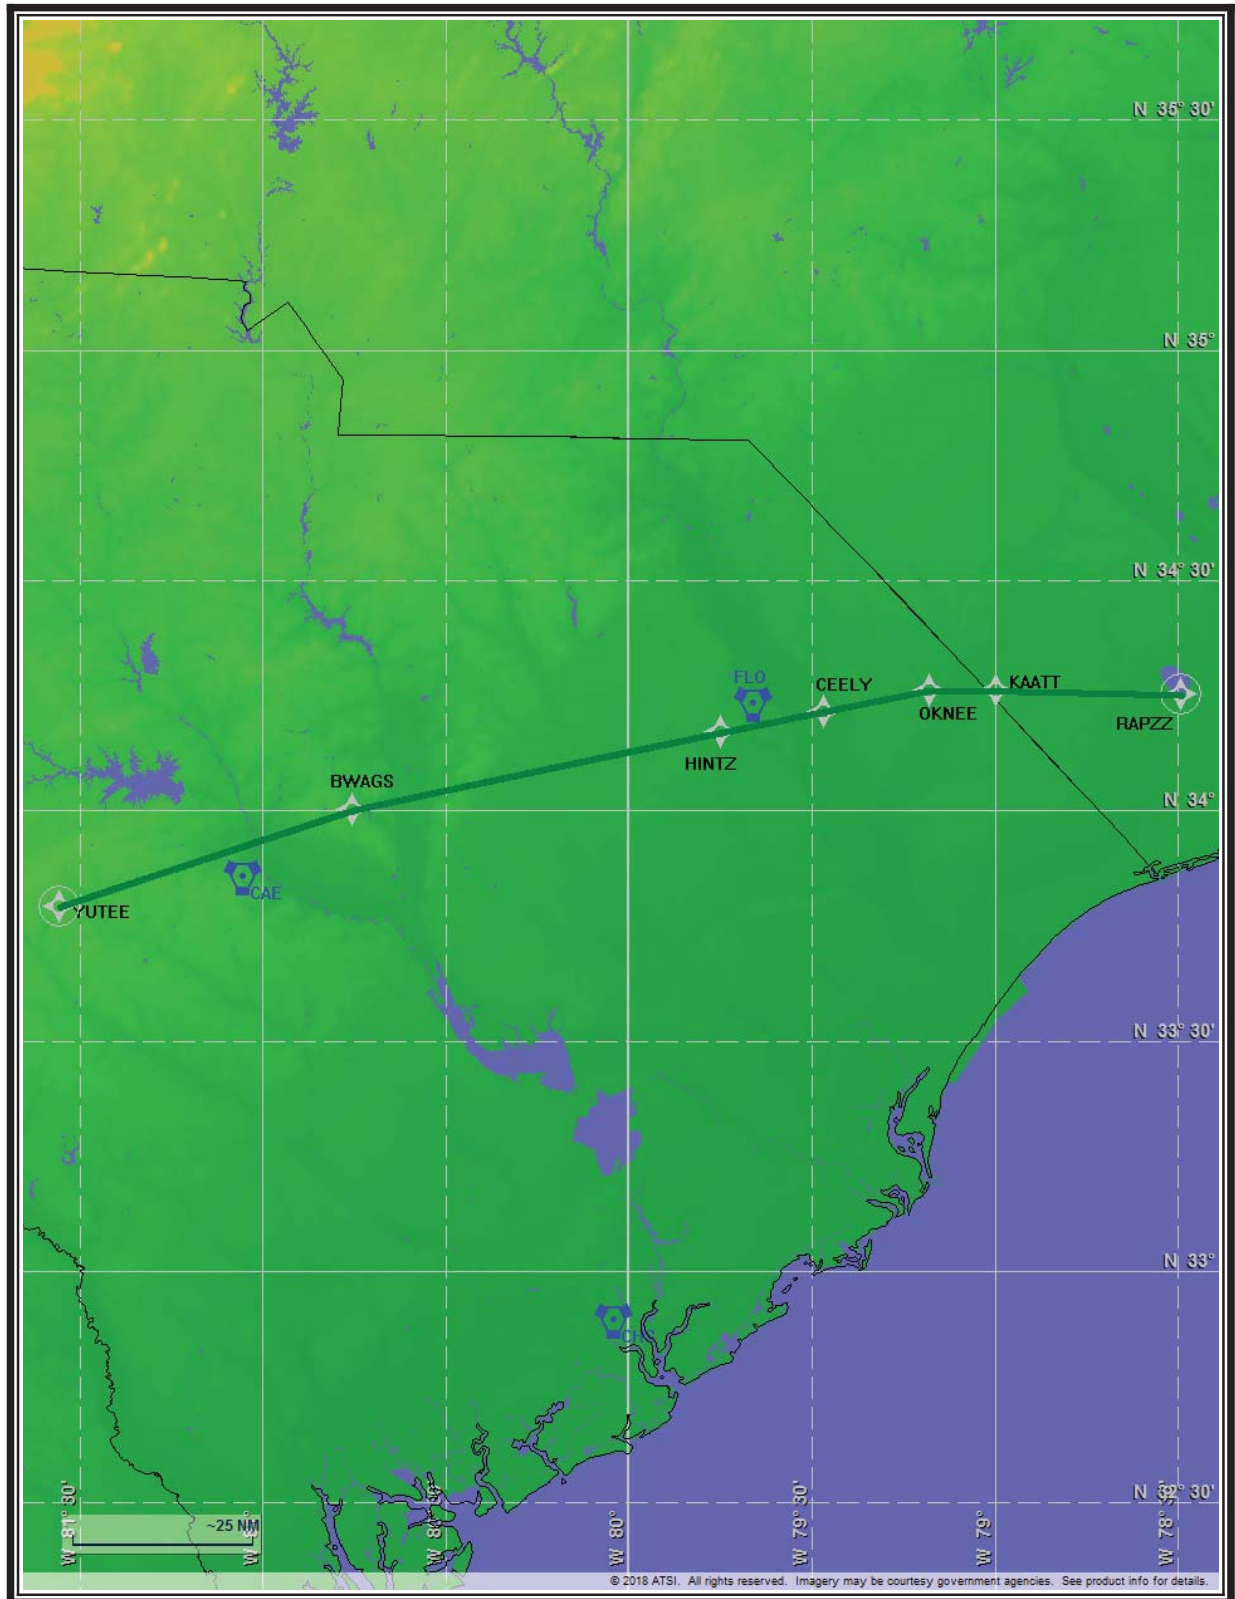 N 35° 30'
N 35°
N 34° 30'
FLO
CEELY
KAATT
OKNEE
RAPZZ
HINTZ
BWAGS
N 34°
CAE
YUTEE
N 33° 30'
N 33°
N 32° 30'
W 81° 30'
W 80°
W 79° 30'
W 79°
W 78°
~25 NM
© 2018 ATSI. All rights reserved. Imagery may be courtesy government agencies. See product info for details.